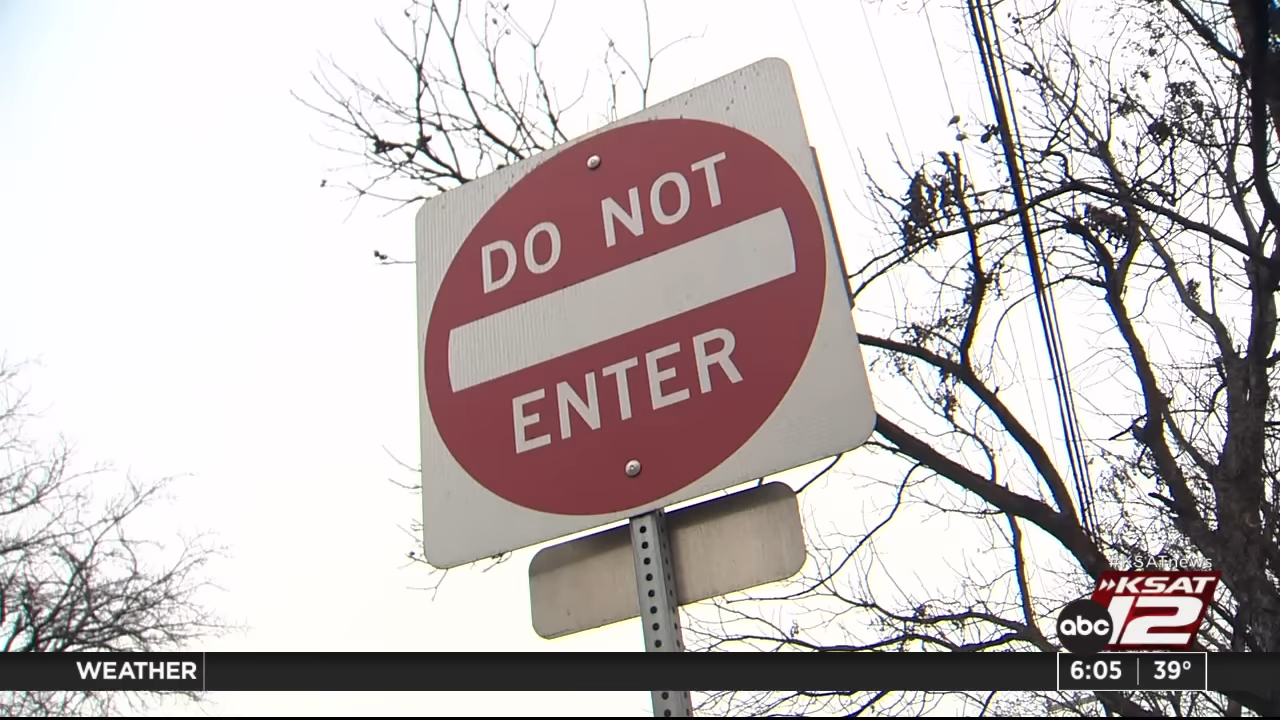 DO NOT
ENTER
#KSATnews
KSAT
abc 12
WEATHER
6:05 39°